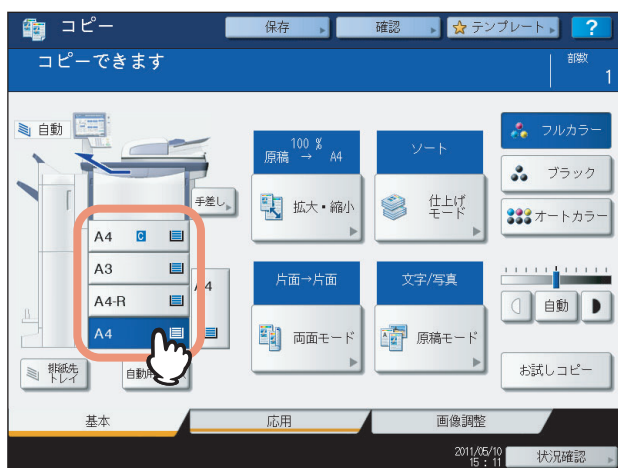 コピー
保存
確認
テンプレート
?
コピーできます
部数
1
自動
100 %
原稿 → A4
ソート
フルカラー
手差し
拡大・縮小
仕上げ
モード
ブラック
オートカラー
A4 C
A3
A4-R
A4
A4
片面→片面
文字/写真
自動
両面モード
原稿モード
排紙先
トレイ
お試しコピー
基本
応用
画像調整
2011/05/10
15 : 11
状況確認